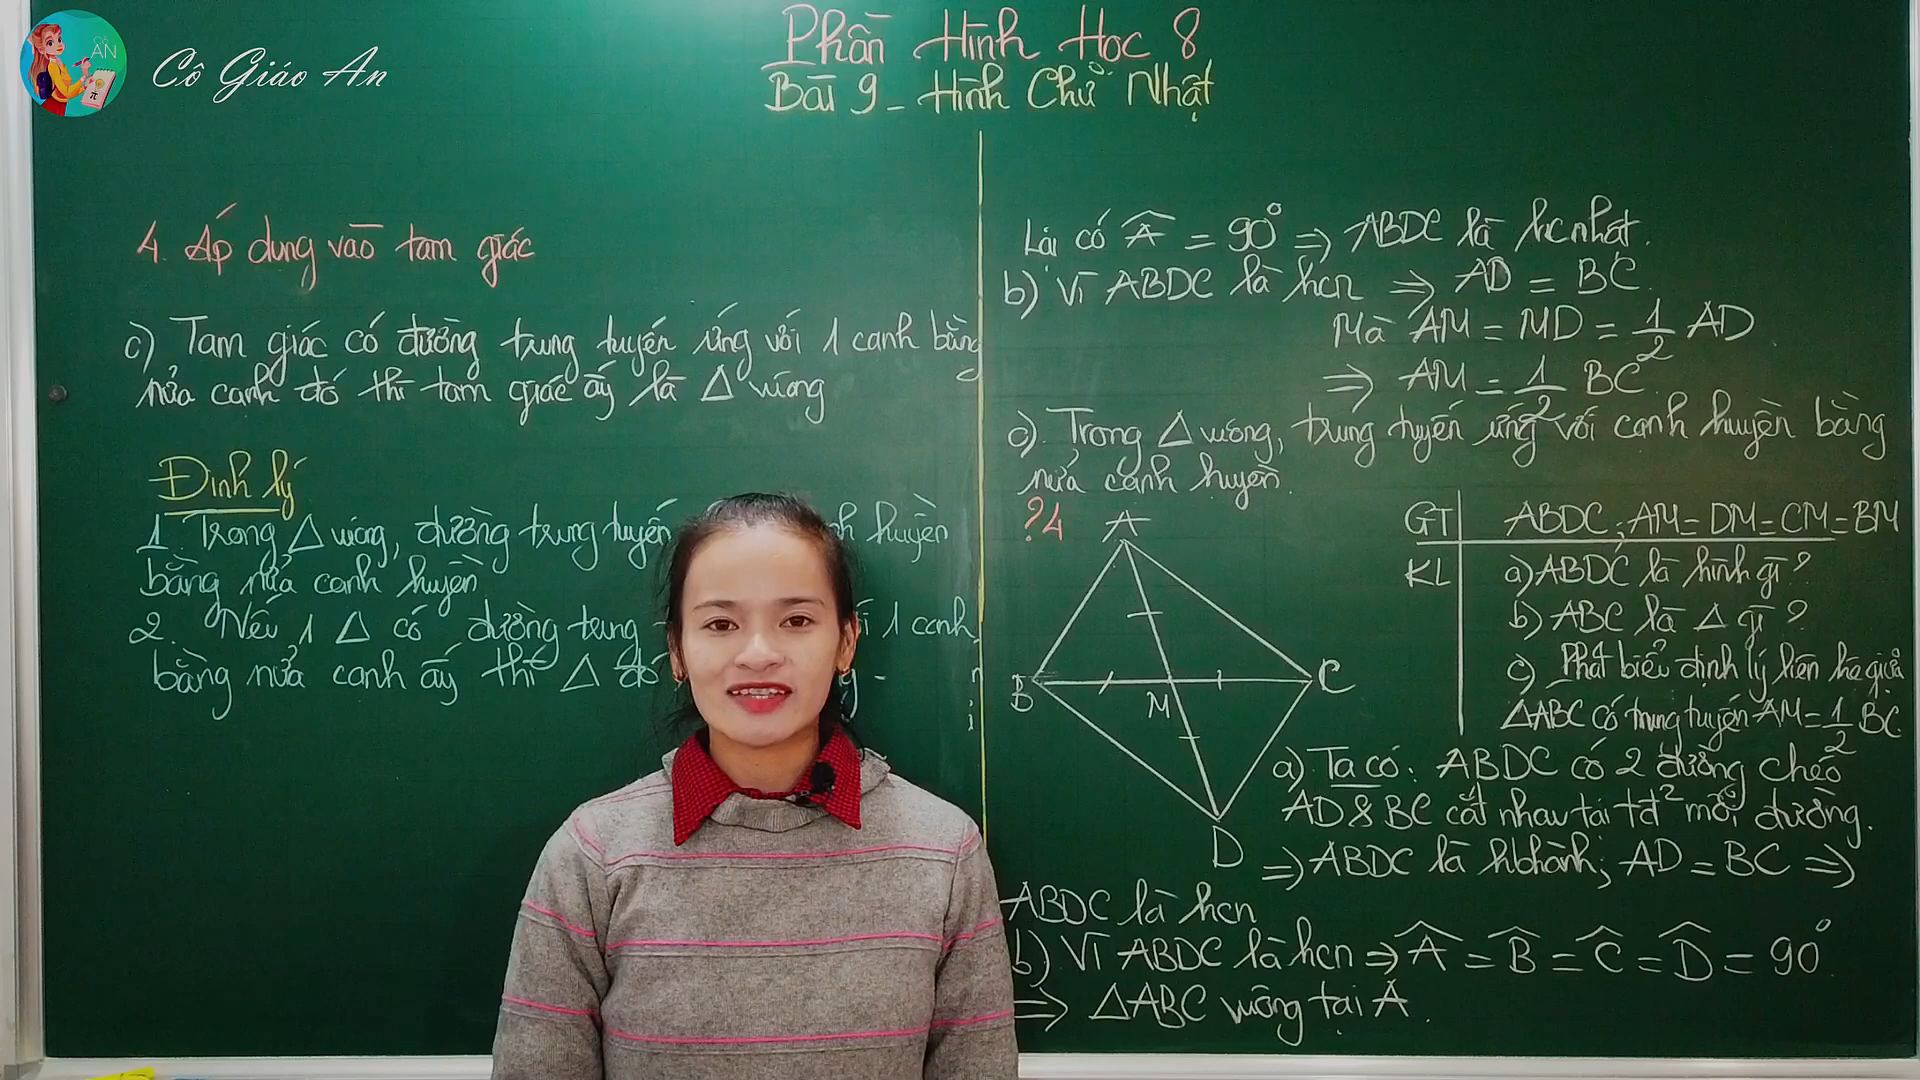 AN
Cô Giáo An
Phần Hình Học 8
Bài 9 - Hình Chữ Nhật
4. Áp dụng vào tam giác
c) Tam giác có đường trung tuyến ứng với 1 cạnh bằng
nửa cạnh đó thì tam giác ấy là Δ vuông
Định lý
1. Trong Δ vuông, đường trung tuyến huyền
bằng nửa cạnh huyền
2. Nếu 1 Δ có đường trung 1 cạnh
bằng nửa cạnh ấy thì Δ đó
Lại có Â = 90° => ABDC là hcnhật.
b) Vì ABDC là hcn => AD = BC
Mà AM = MD = 1/2 AD
=> AM = 1/2 BC
c). Trong Δ vuông, trung tuyến ứng với cạnh huyền bằng
nửa cạnh huyền.
?4
A
B
M
C
D
GT ABDC; AM = DM = CM = BM
KL a) ABDC là hình gì?
b) ABC là Δ gì?
c) Phát biểu định lý liên hệ giữa
ΔABC có trung tuyến AM = 1/2 BC
a) Ta có: ABDC có 2 đường chéo
AD & BC cắt nhau tại tđ² mỗi đường.
=> ABDC là hbhành; AD = BC =>
ABDC là hcn
b) Vì ABDC là hcn => Â = B̂ = Ĉ = D̂ = 90°
=> ΔABC vuông tại A.